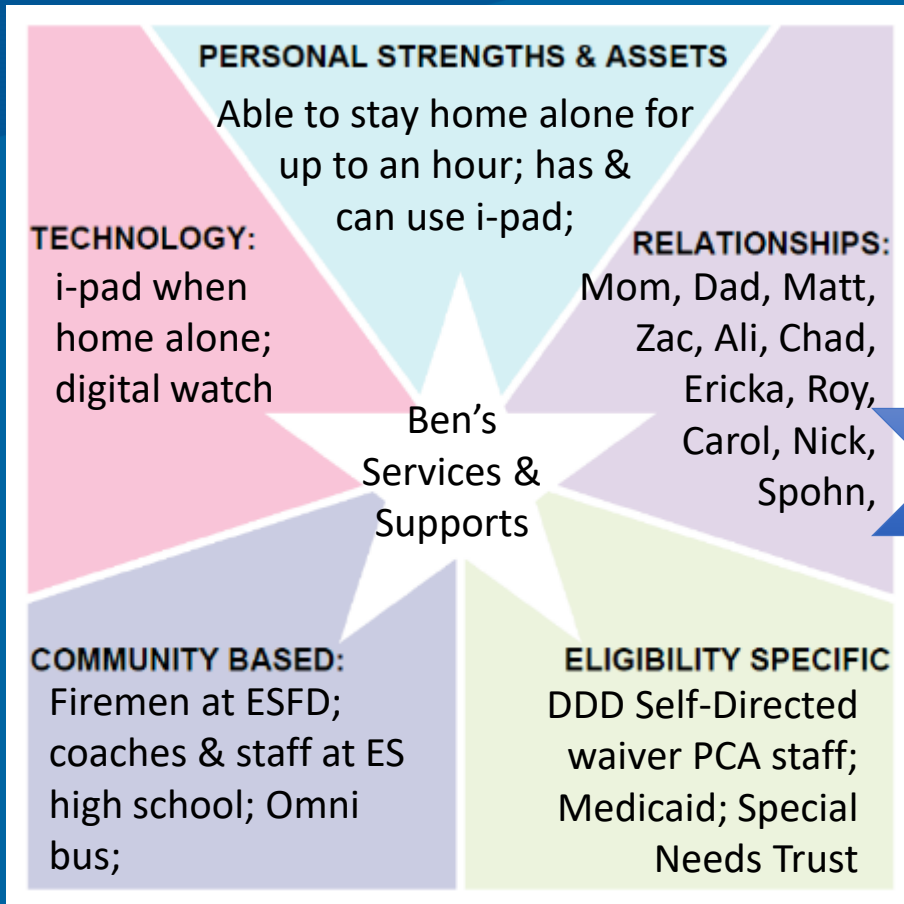 PERSONAL STRENGTHS & ASSETS
Able to stay home alone for
up to an hour; has &
can use i-pad;
TECHNOLOGY:
i-pad when
home alone;
digital watch
RELATIONSHIPS:
Mom, Dad, Matt,
Zac, Ali, Chad,
Ericka, Roy,
Carol, Nick,
Spohn,
Ben’s
Services &
Supports
COMMUNITY BASED:
Firemen at ESFD;
coaches & staff at ES
high school; Omni
bus;
ELIGIBILITY SPECIFIC
DDD Self-Directed
waiver PCA staff;
Medicaid; Special
Needs Trust